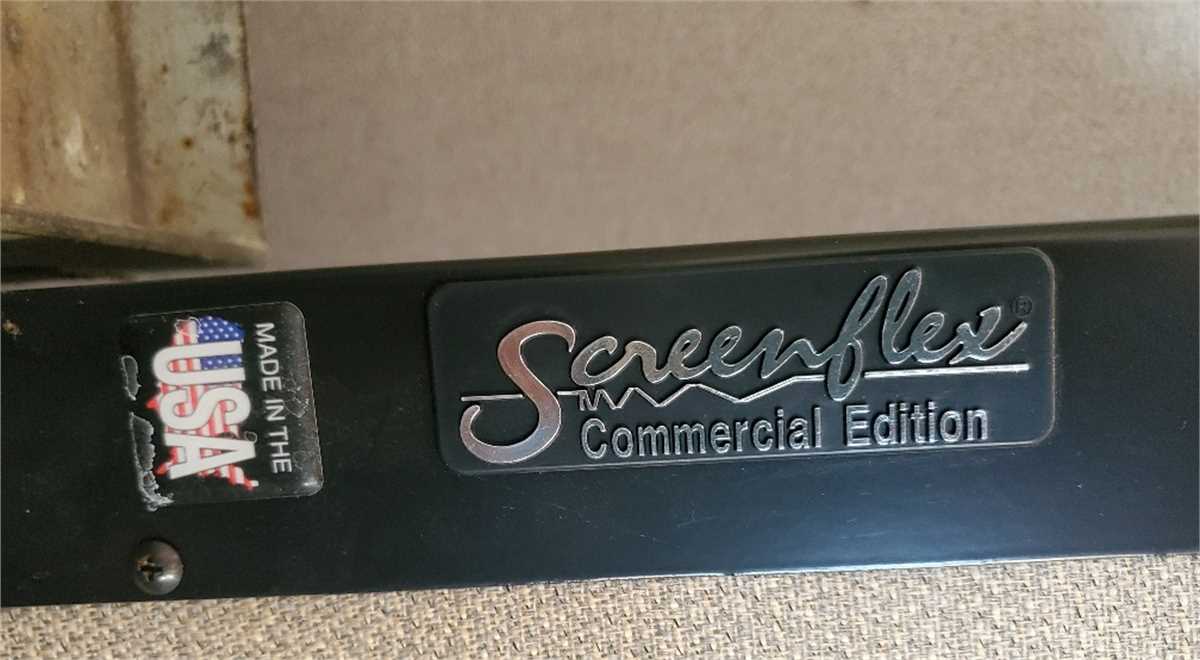 MADE IN THE
USA
Screenflex®
Commercial Edition